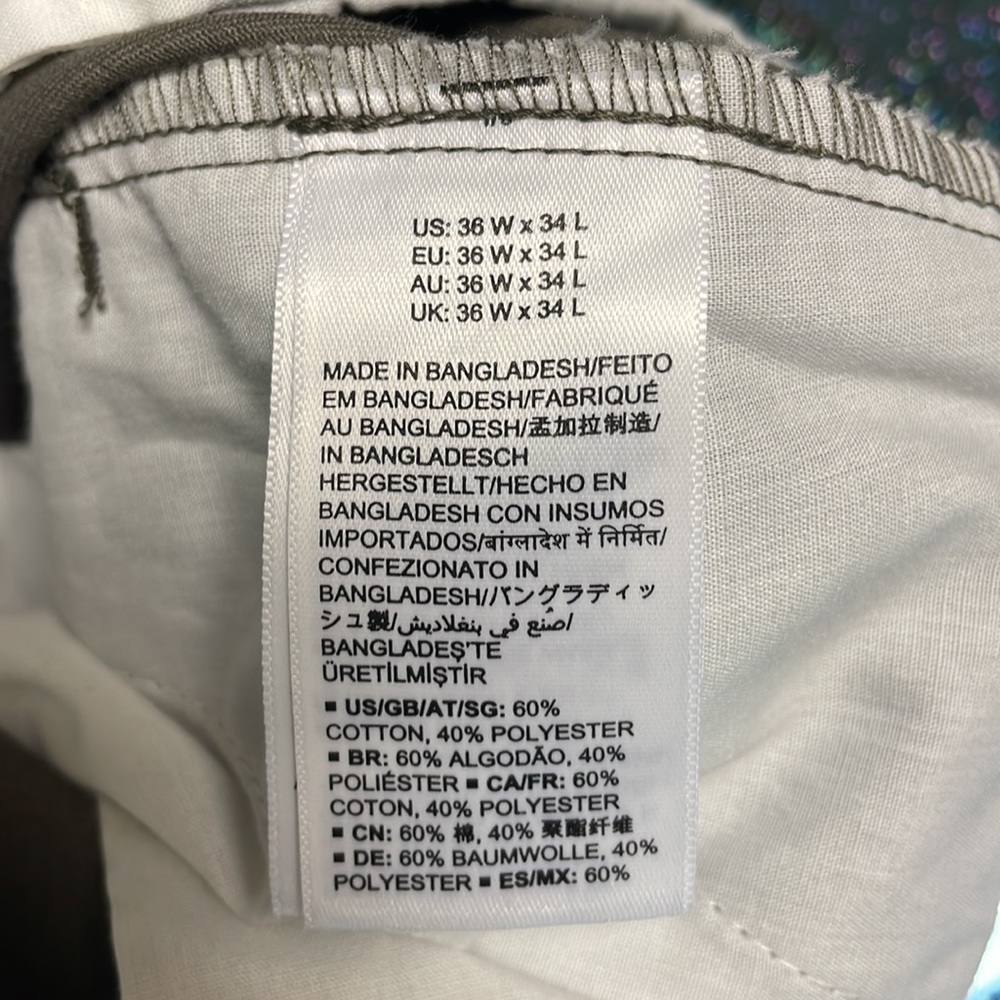 US: 36 W x 34 L
EU: 36 W x 34 L
AU: 36 W x 34 L
UK: 36 W x 34 L
MADE IN BANGLADESH/FEITO
EM BANGLADESH/FABRIQUÉ
AU BANGLADESH/孟加拉制造/
IN BANGLADESCH
HERGESTELLT/HECHO EN
BANGLADESH CON INSUMOS
IMPORTADOS/बांग्लादेश में निर्मित/
CONFEZIONATO IN
BANGLADESH/バングラディッ
シュ製/صُنع في بنغلاديش/
BANGLADEŞ'TE
ÜRETİLMİŞTİR
▪ US/GB/AT/SG: 60%
COTTON, 40% POLYESTER
▪ BR: 60% ALGODÃO, 40%
POLIÉSTER ▪ CA/FR: 60%
COTON, 40% POLYESTER
▪ CN: 60% 棉, 40% 聚酯纤维
▪ DE: 60% BAUMWOLLE, 40%
POLYESTER ▪ ES/MX: 60%